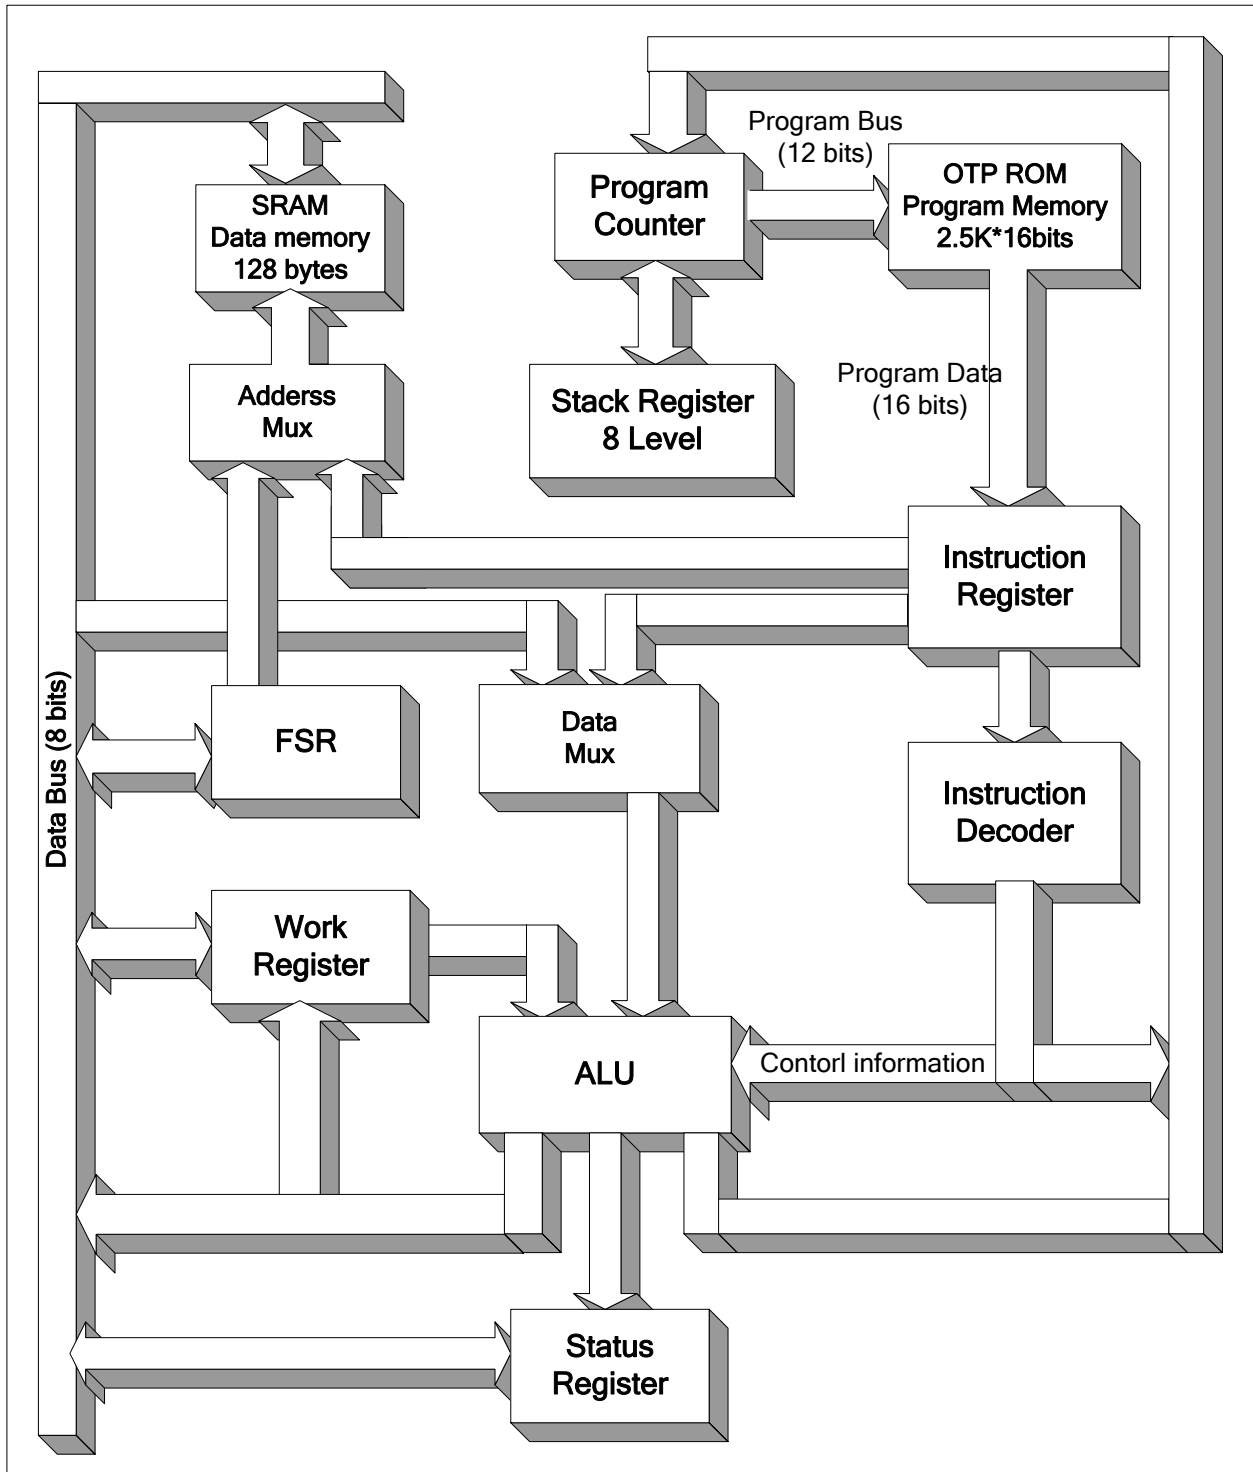 Program Bus
(12 bits)
SRAM
Data memory
128 bytes
Program
Counter
OTP ROM
Program Memory
2.5K*16bits
Adderss
Mux
Stack Register
8 Level
Program Data
(16 bits)
Instruction
Register
Data Bus (8 bits)
FSR
Data
Mux
Instruction
Decoder
Work
Register
ALU
Contorl information
Status
Register